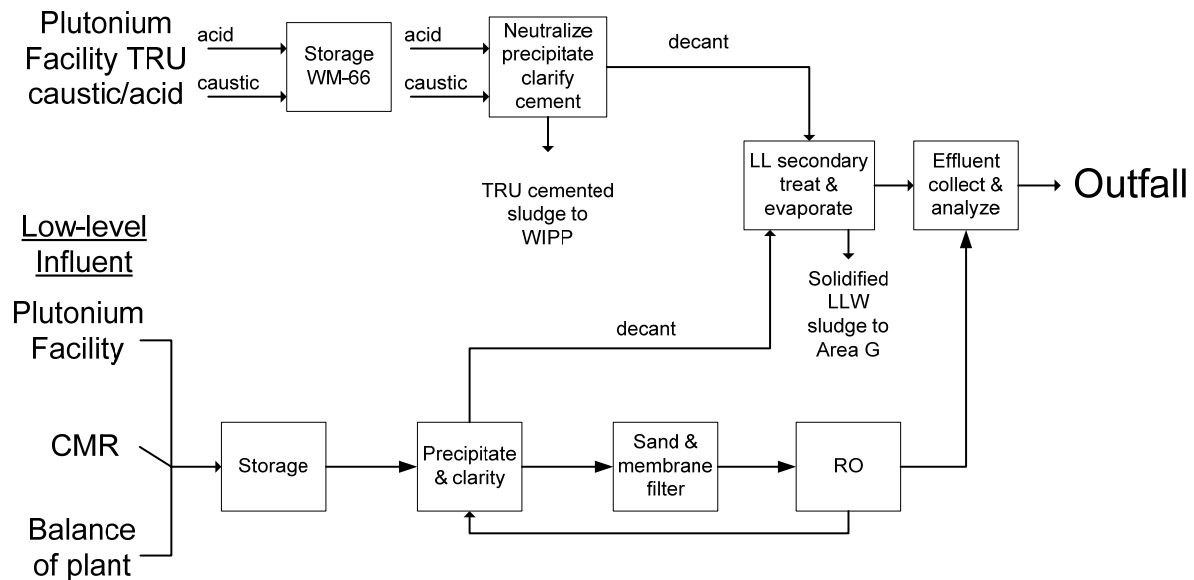 Plutonium
Facility TRU
caustic/acid
acid
caustic
Storage
WM-66
acid
caustic
Neutralize
precipitate
clarify
cement
decant
TRU cemented
sludge to
WIPP
LL secondary
treat &
evaporate
Effluent
collect &
analyze
Outfall
Solidified
LLW
sludge to
Area G
Low-level
Influent
Plutonium
Facility
CMR
Balance
of plant
Storage
decant
Precipitate
& clarity
Sand &
membrane
filter
RO